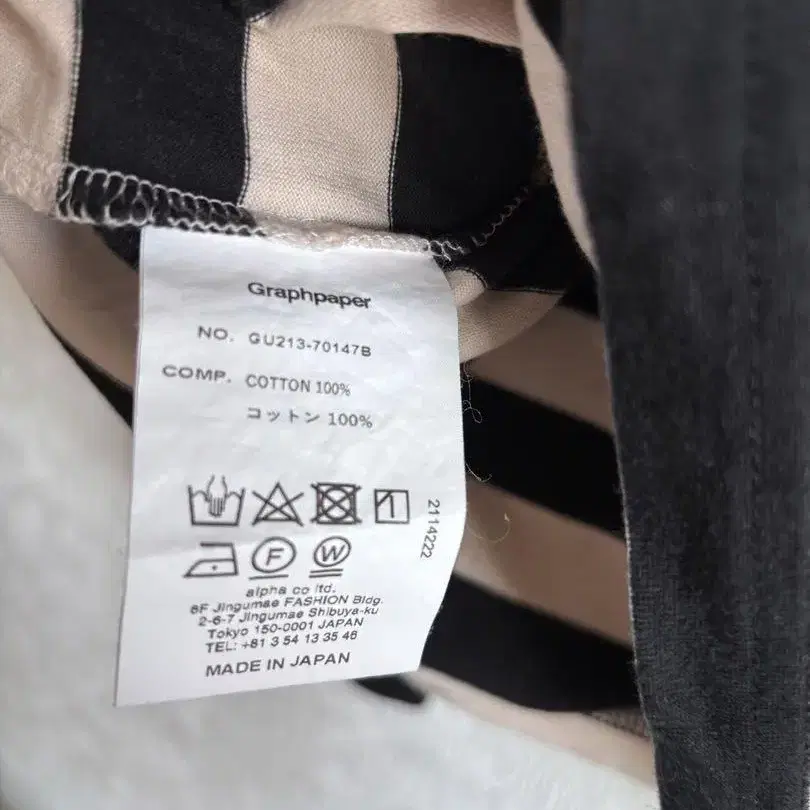 Graphpaper
NO. GU213-70147B
COMP. COTTON 100%
コットン 100%
2114222
F W
alpha co ltd.
6F Jingumae FASHION Bldg.
2-6-7 Jingumae Shibuya-ku
Tokyo 150-0001 JAPAN
TEL: +81 3 54 13 35 46
MADE IN JAPAN